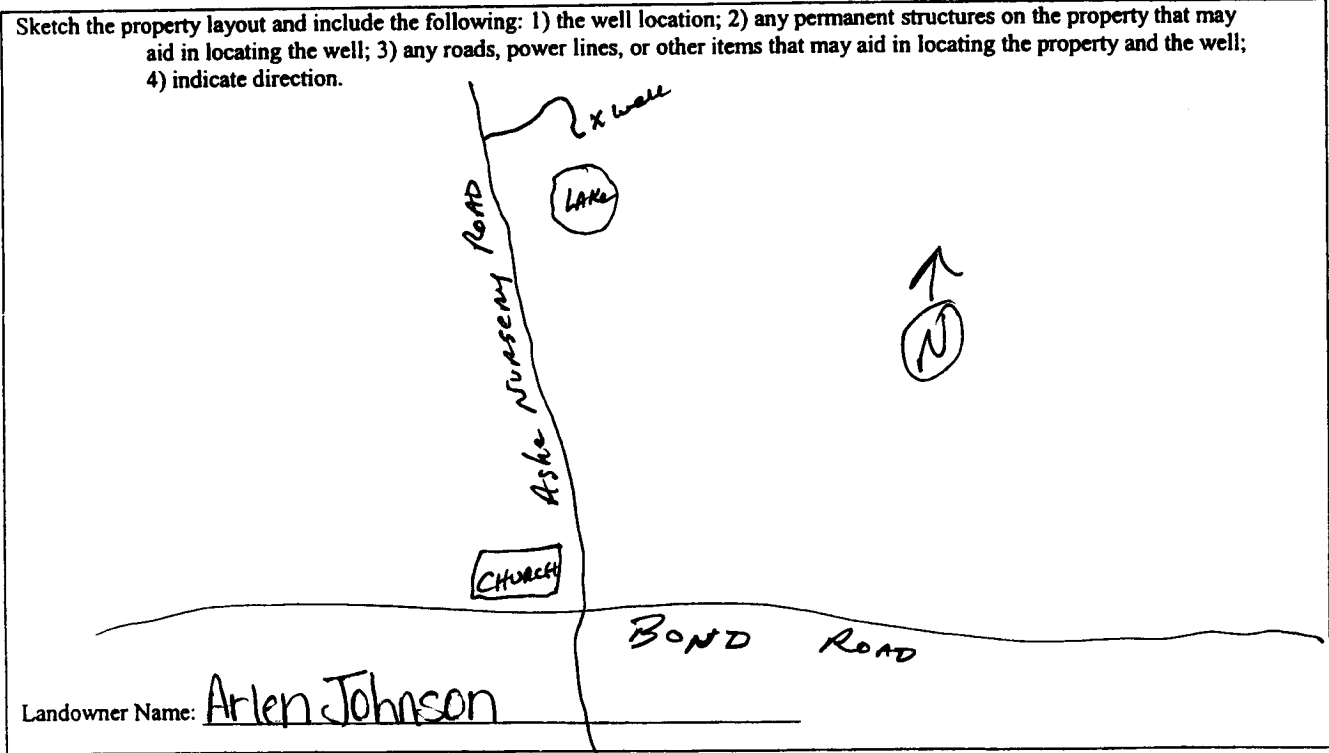 Sketch the property layout and include the following: 1) the well location; 2) any permanent structures on the property that may
aid in locating the well; 3) any roads, power lines, or other items that may aid in locating the property and the well;
4) indicate direction.
x well
LAKe
Ashe NURSeRy ROAD
N
CHURCH
BOND ROAD
Landowner Name: Arlen Johnson